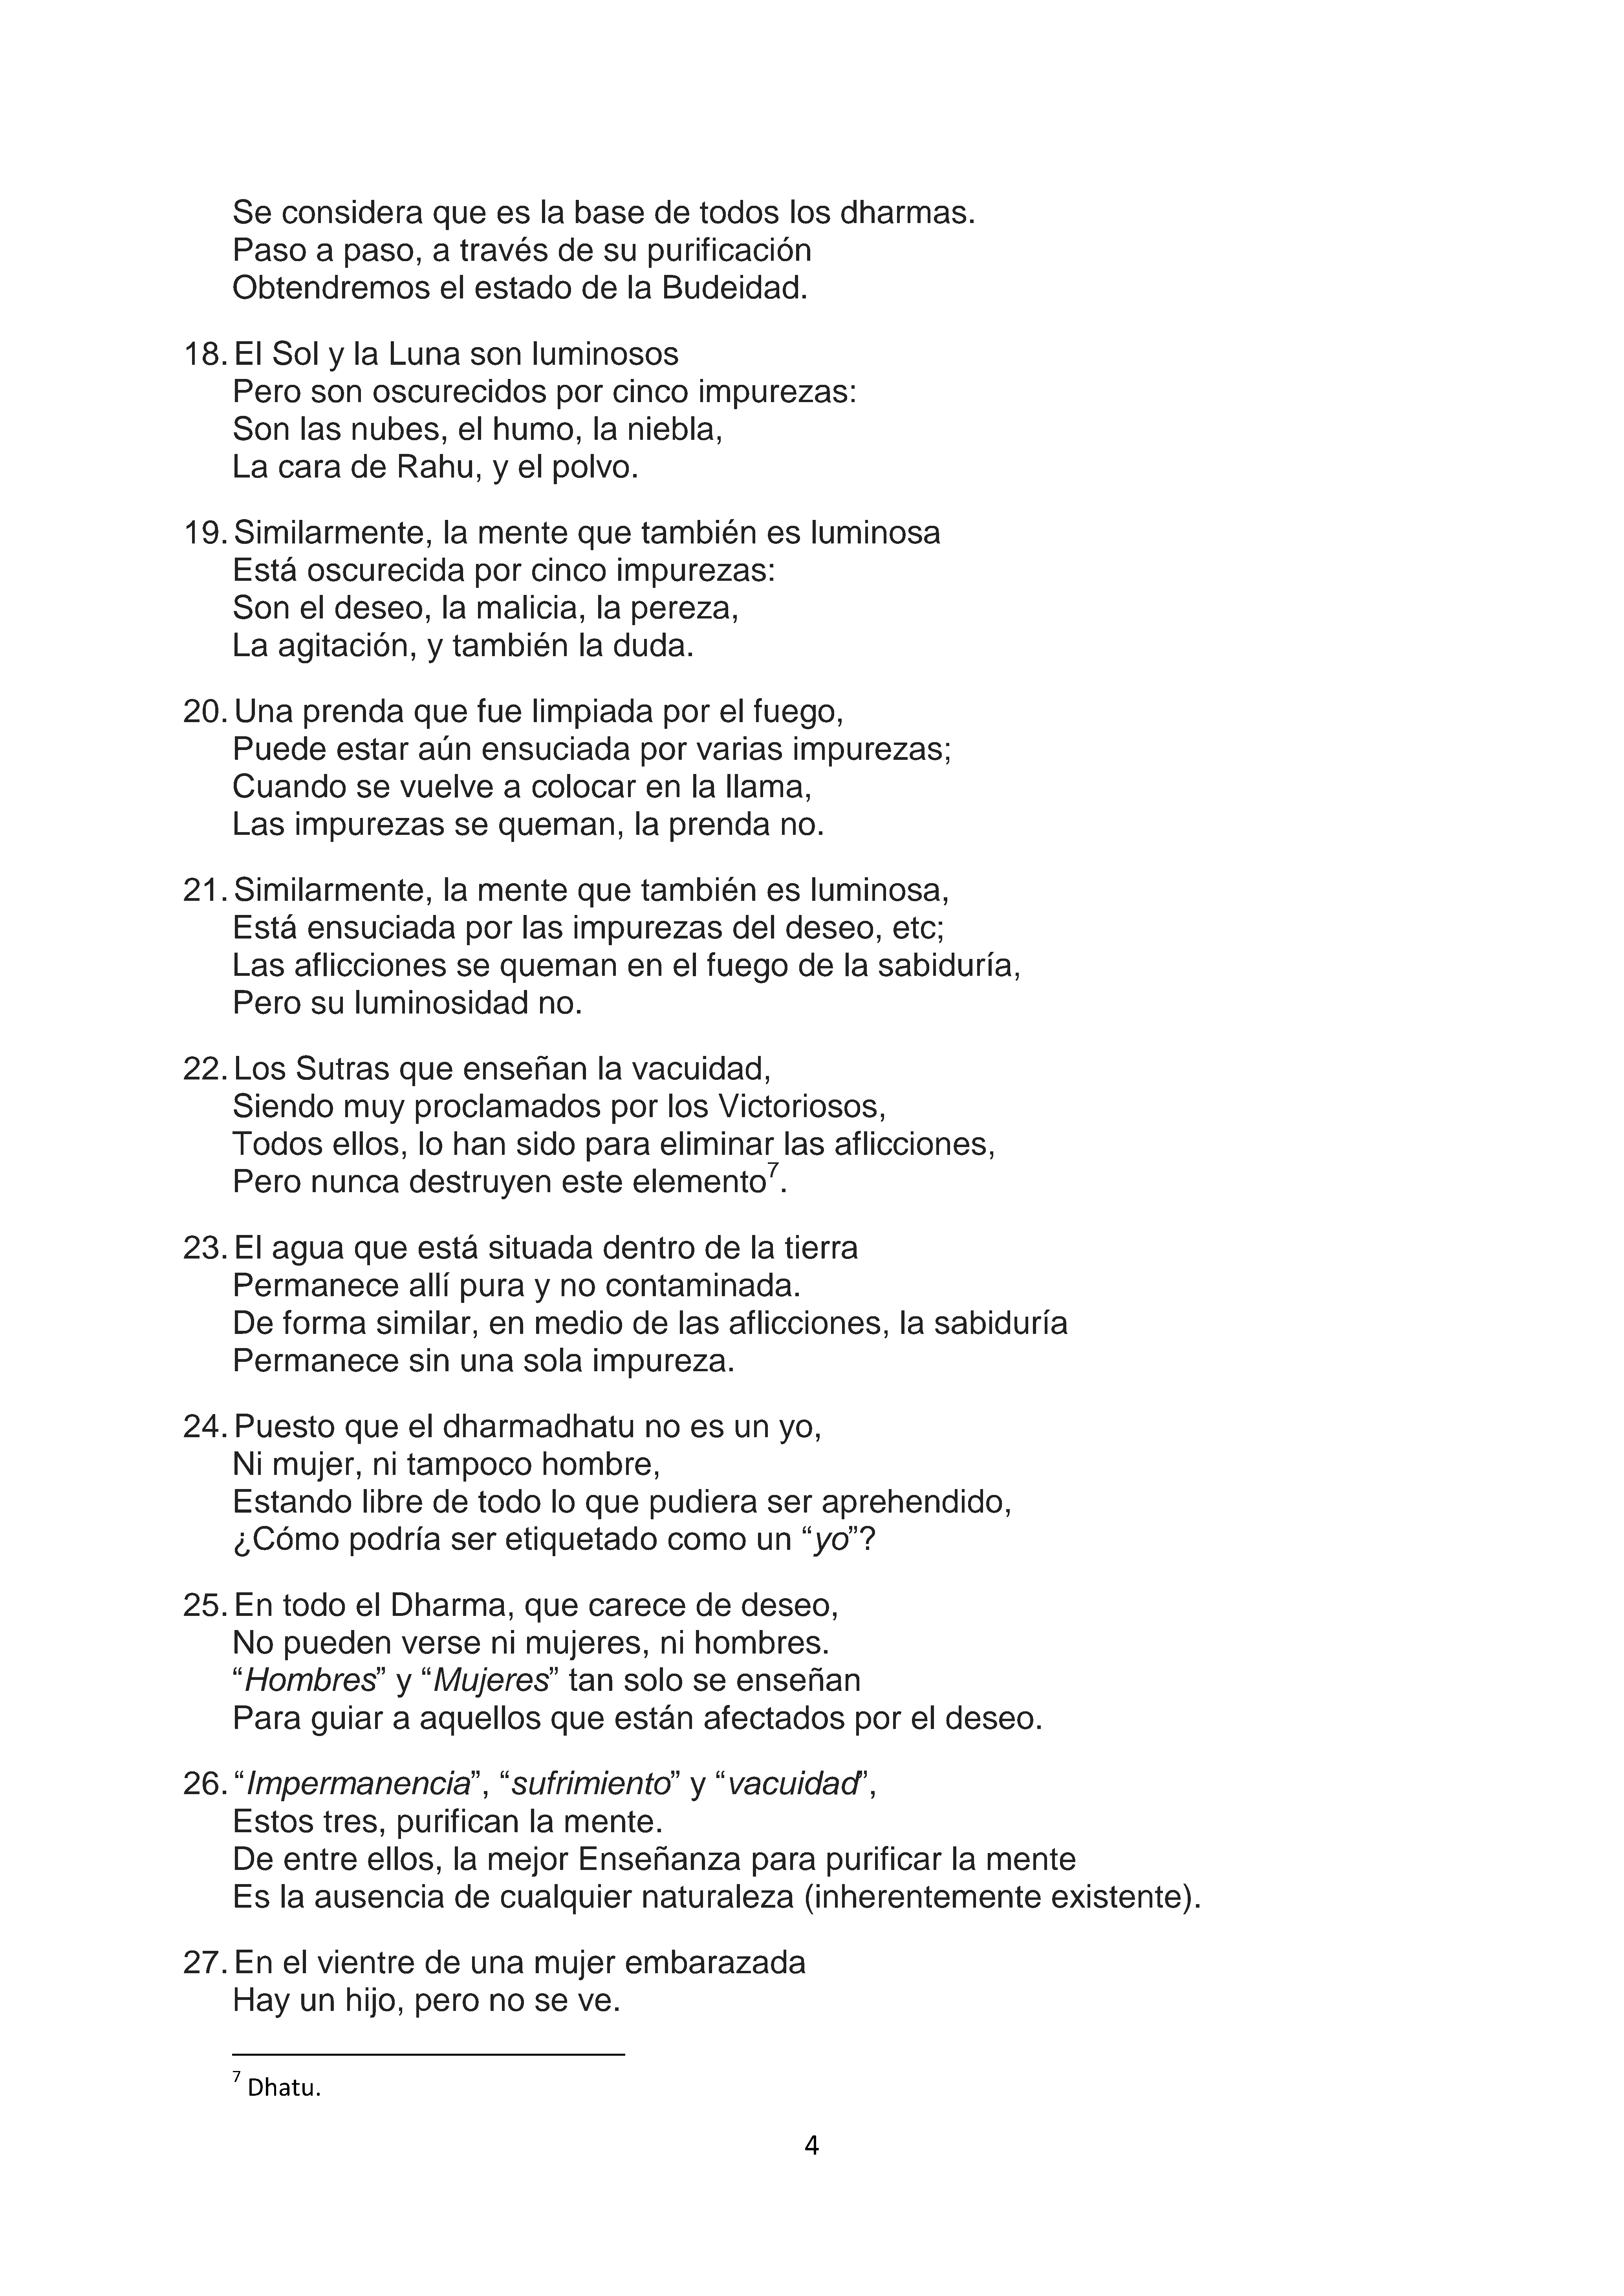 Se considera que es la base de todos los dharmas.
Paso a paso, a través de su purificación
Obtendremos el estado de la Budeidad.
18. El Sol y la Luna son luminosos
Pero son oscurecidos por cinco impurezas:
Son las nubes, el humo, la niebla,
La cara de Rahu, y el polvo.
19. Similarmente, la mente que también es luminosa
Está oscurecida por cinco impurezas:
Son el deseo, la malicia, la pereza,
La agitación, y también la duda.
20. Una prenda que fue limpiada por el fuego,
Puede estar aún ensuciada por varias impurezas;
Cuando se vuelve a colocar en la llama,
Las impurezas se queman, la prenda no.
21. Similarmente, la mente que también es luminosa,
Está ensuciada por las impurezas del deseo, etc;
Las aflicciones se queman en el fuego de la sabiduría,
Pero su luminosidad no.
22. Los Sutras que enseñan la vacuidad,
Siendo muy proclamados por los Victoriosos,
Todos ellos, lo han sido para eliminar las aflicciones,
Pero nunca destruyen este elemento7.
23. El agua que está situada dentro de la tierra
Permanece allí pura y no contaminada.
De forma similar, en medio de las aflicciones, la sabiduría
Permanece sin una sola impureza.
24. Puesto que el dharmadhatu no es un yo,
Ni mujer, ni tampoco hombre,
Estando libre de todo lo que pudiera ser aprehendido,
¿Cómo podría ser etiquetado como un “yo”?
25. En todo el Dharma, que carece de deseo,
No pueden verse ni mujeres, ni hombres.
“Hombres” y “Mujeres” tan solo se enseñan
Para guiar a aquellos que están afectados por el deseo.
26. “Impermanencia”, “sufrimiento” y “vacuidad”,
Estos tres, purifican la mente.
De entre ellos, la mejor Enseñanza para purificar la mente
Es la ausencia de cualquier naturaleza (inherentemente existente).
27. En el vientre de una mujer embarazada
Hay un hijo, pero no se ve.
7 Dhatu.
4